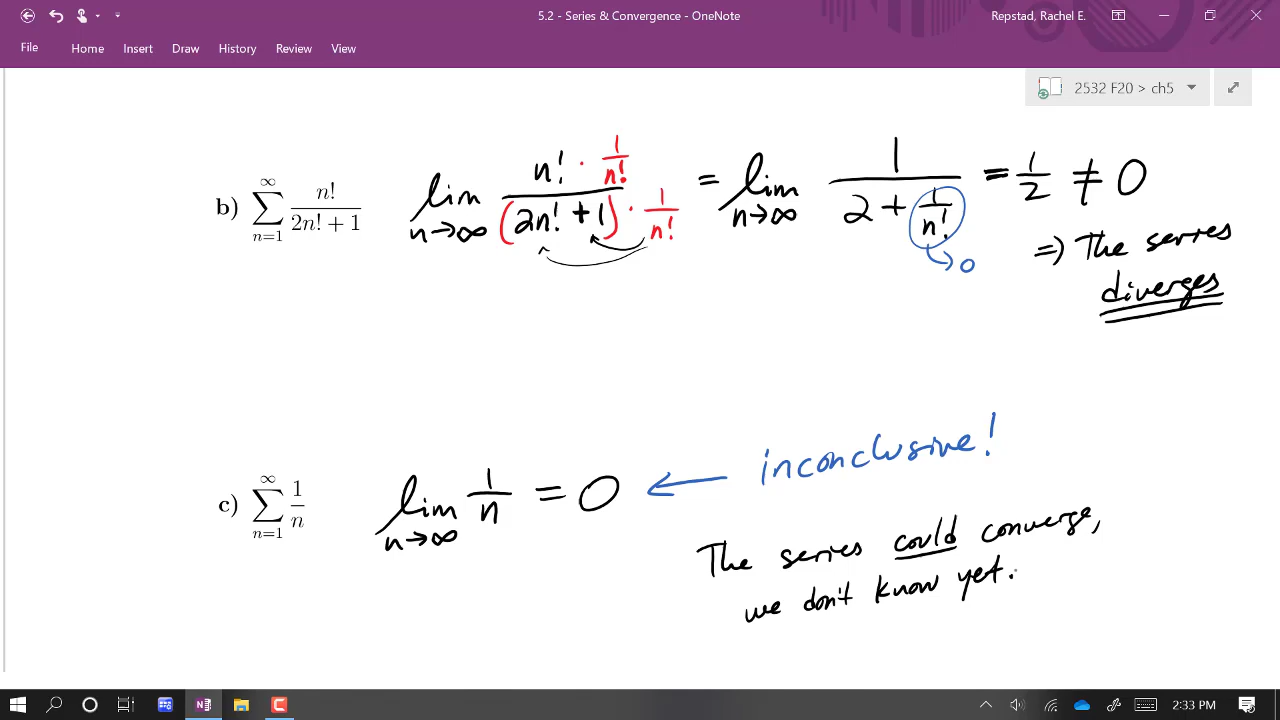 5.2 - Series & Convergence - OneNote
Repstad, Rachel E.
File Home Insert Draw History Review View
2532 F20 > ch5
b) ∑_{n=1}^{∞} n!/(2n! + 1) lim_{n→∞} (n! · 1/n!)/((2n! + 1) · 1/n!) = lim_{n→∞} 1/(2 + 1/n!) = 1/2 ≠ 0
→ 0
⇒ The series
diverges
inconclusive!
c) ∑_{n=1}^{∞} 1/n lim_{n→∞} 1/n = 0 ←
The series could converge,
we don't know yet.
2:33 PM